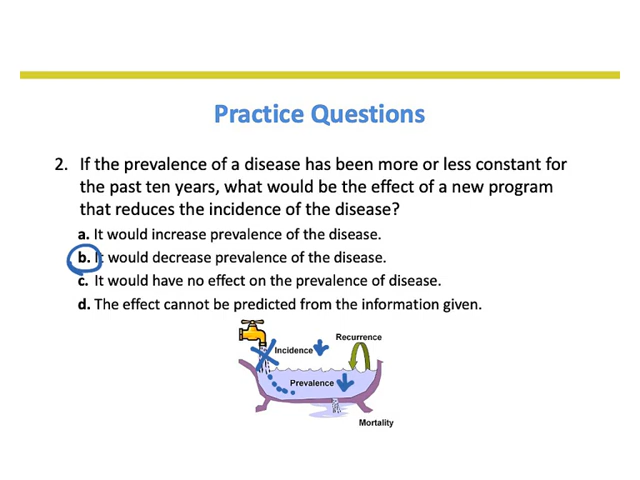 Practice Questions
2. If the prevalence of a disease has been more or less constant for
the past ten years, what would be the effect of a new program
that reduces the incidence of the disease?
a. It would increase prevalence of the disease.
b. It would decrease prevalence of the disease.
c. It would have no effect on the prevalence of disease.
d. The effect cannot be predicted from the information given.
Recurrence
Incidence
Prevalence
Mortality